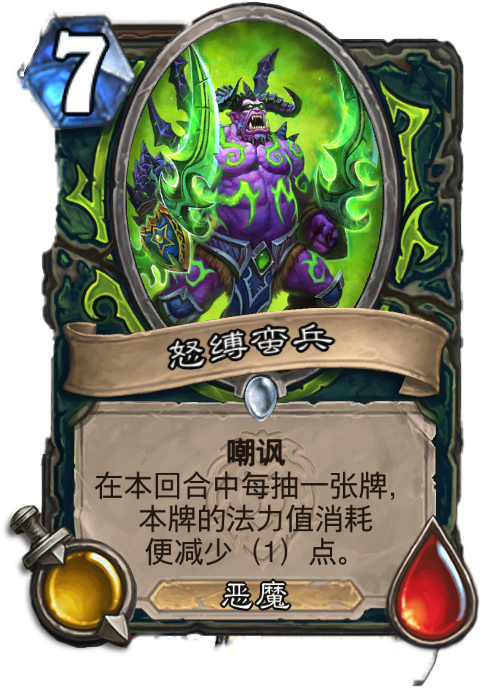 7
怒缚蛮兵
嘲讽
在本回合中每抽一张牌,
本牌的法力值消耗
便减少（1）点。
恶魔